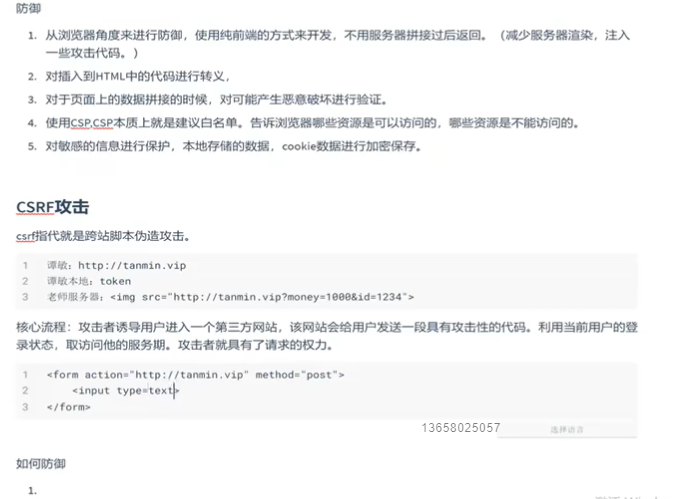 防御
1. 从浏览器角度来进行防御，使用纯前端的方式来开发，不用服务器拼接过后返回。（减少服务器渲染，注入
一些攻击代码。）
2. 对插入到HTML中的代码进行转义，
3. 对于页面上的数据拼接的时候，对可能产生恶意破坏进行验证。
4. 使用CSP,CSP本质上就是建议白名单。告诉浏览器哪些资源是可以访问的，哪些资源是不能访问的。
5. 对敏感的信息进行保护，本地存储的数据，cookie数据进行加密保存。
CSRF攻击
csrf指代就是跨站脚本伪造攻击。
1 谭敏：http://tanmin.vip
2 谭敏本地：token
3 老师服务器：<img src="http://tanmin.vip?money=1000&id=1234">
核心流程：攻击者诱导用户进入一个第三方网站，该网站会给用户发送一段具有攻击性的代码。利用当前用户的登
录状态，取访问他的服务期。攻击者就具有了请求的权力。
1 <form action="http://tanmin.vip" method="post">
2 <input type=text>
3 </form>
13658025057
选择语言
如何防御
1.